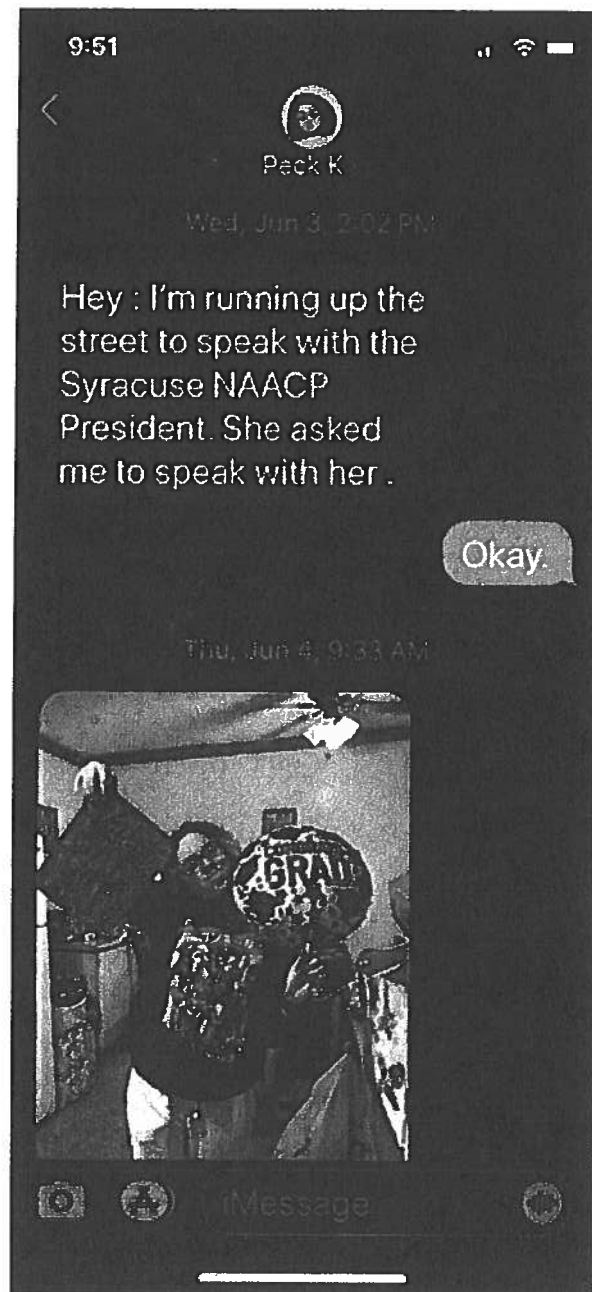 9:51
Peck K
Wed, Jun 3, 2:02 PM
Hey : I'm running up the
street to speak with the
Syracuse NAACP
President. She asked
me to speak with her .
Okay.
Thu, Jun 4, 9:33 AM
GRAD
iMessage